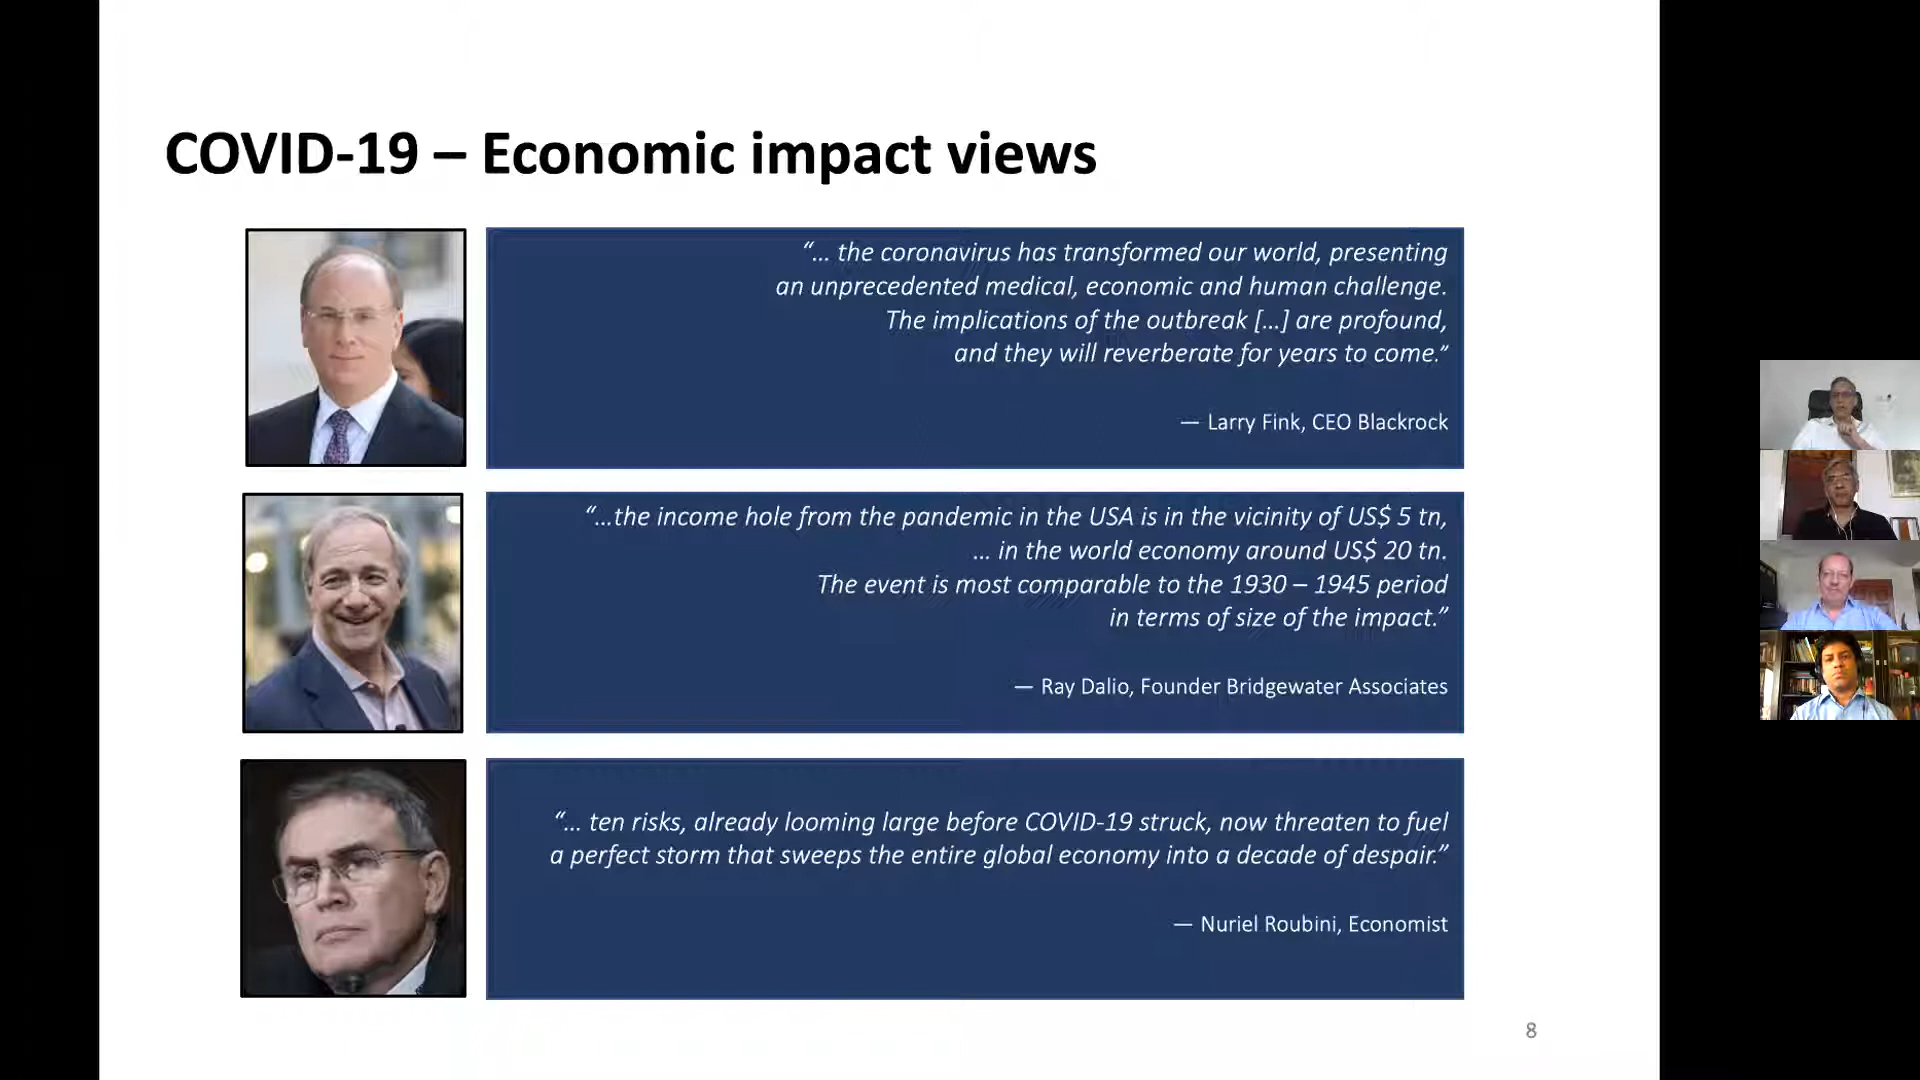 COVID-19 – Economic impact views
“... the coronavirus has transformed our world, presenting
an unprecedented medical, economic and human challenge.
The implications of the outbreak [...] are profound,
and they will reverberate for years to come.”
— Larry Fink, CEO Blackrock
“...the income hole from the pandemic in the USA is in the vicinity of US$ 5 tn,
... in the world economy around US$ 20 tn.
The event is most comparable to the 1930 – 1945 period
in terms of size of the impact.”
— Ray Dalio, Founder Bridgewater Associates
“... ten risks, already looming large before COVID-19 struck, now threaten to fuel
a perfect storm that sweeps the entire global economy into a decade of despair.”
— Nuriel Roubini, Economist
8